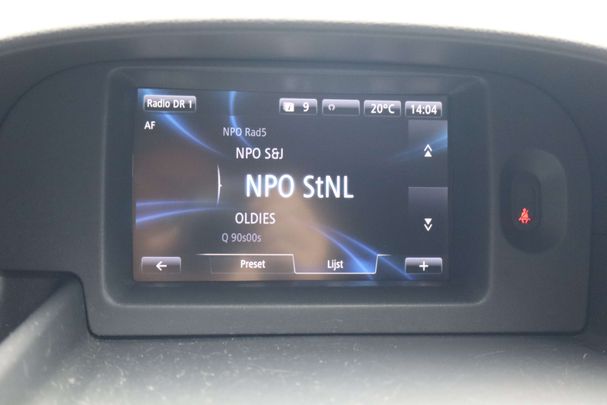 Radio DR 1
9
20°C
14:04
AF
NPO Rad5
NPO S&J
NPO StNL
OLDIES
Q 90s00s
Preset
Lijst